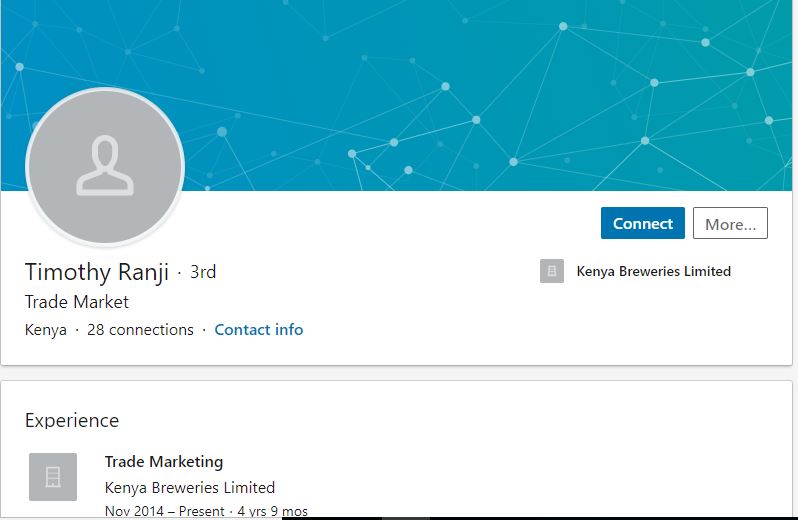 Connect
More...
Timothy Ranji · 3rd
Kenya Breweries Limited
Trade Market
Kenya · 28 connections · Contact info
Experience
Trade Marketing
Kenya Breweries Limited
Nov 2014 – Present · 4 yrs 9 mos